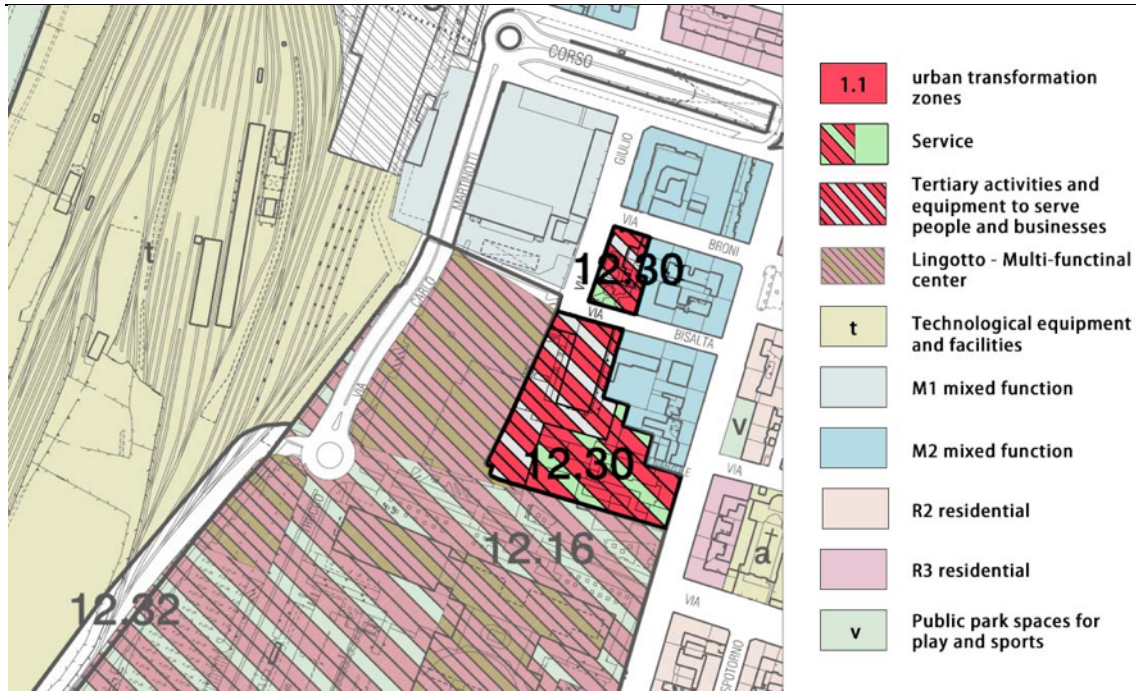 CORSO
MARTINOTTI
GIULIO
VIA
BRONI
12.30
VIA
VIA
BISALTA
CARLO
t
VIA
v
VIA
12.30
12.16
a
12.32
VIA
SPOTORNO
1.1
urban transformation
zones
Service
Tertiary activities and
equipment to serve
people and businesses
Lingotto - Multi-functinal
center
t
Technological equipment
and facilities
M1 mixed function
M2 mixed function
R2 residential
R3 residential
v
Public park spaces for
play and sports